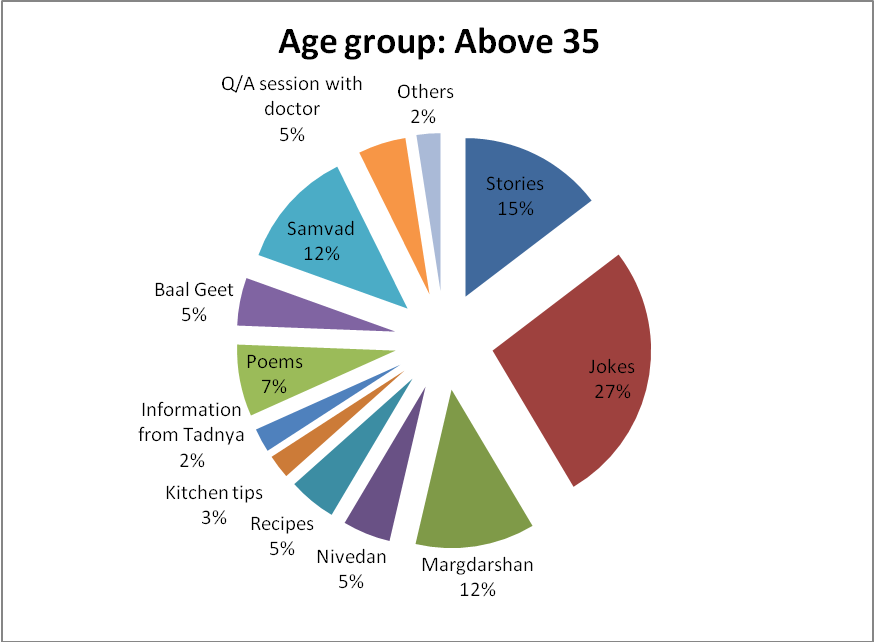 Age group: Above 35
Q/A session with
doctor
5%
Others
2%
Stories
15%
Samvad
12%
Baal Geet
5%
Jokes
27%
Poems
7%
Information
from Tadnya
2%
Kitchen tips
3%
Recipes
5%
Nivedan
5%
Margdarshan
12%